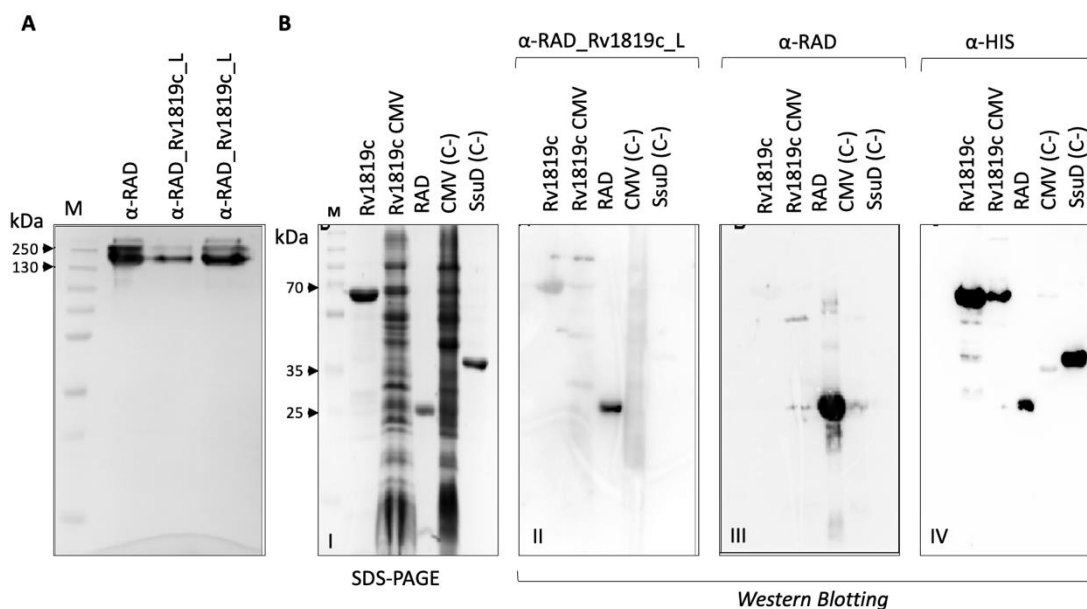 A
B
kDa
M
α-RAD
α-RAD_Rv1819c_L
α-RAD_Rv1819c_L
250
130
α-RAD_Rv1819c_L
α-RAD
α-HIS
M
Rv1819c
Rv1819c CMV
RAD
CMV (C-)
SsuD (C-)
Rv1819c
Rv1819c CMV
RAD
CMV (C-)
SsuD (C-)
Rv1819c
Rv1819c CMV
RAD
CMV (C-)
SsuD (C-)
Rv1819c
Rv1819c CMV
RAD
CMV (C-)
SsuD (C-)
kDa
70
35
25
I
II
III
IV
SDS-PAGE
Western Blotting